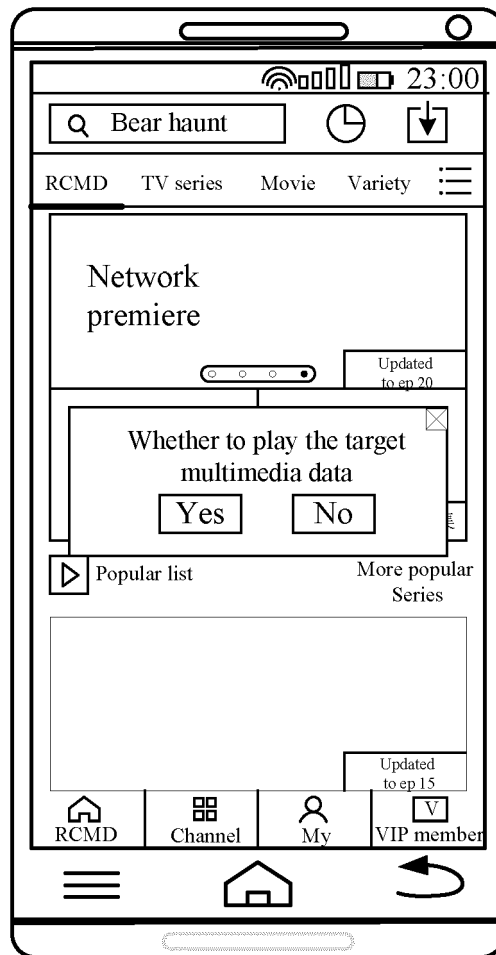 23:00
Bear haunt
RCMD TV series Movie Variety
Network
premiere
Updated
to ep 20
Whether to play the target
multimedia data
Yes No
Popular list
More popular
Series
Updated
to ep 15
RCMD Channel My V VIP member